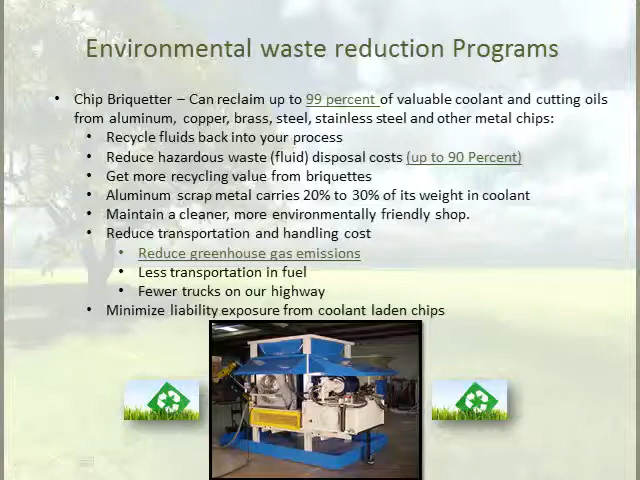 Environmental waste reduction Programs
• Chip Briquetter – Can reclaim up to 99 percent of valuable coolant and cutting oils
from aluminum, copper, brass, steel, stainless steel and other metal chips:
• Recycle fluids back into your process
• Reduce hazardous waste (fluid) disposal costs (up to 90 Percent)
• Get more recycling value from briquettes
• Aluminum scrap metal carries 20% to 30% of its weight in coolant
• Maintain a cleaner, more environmentally friendly shop.
• Reduce transportation and handling cost
• Reduce greenhouse gas emissions
• Less transportation in fuel
• Fewer trucks on our highway
• Minimize liability exposure from coolant laden chips